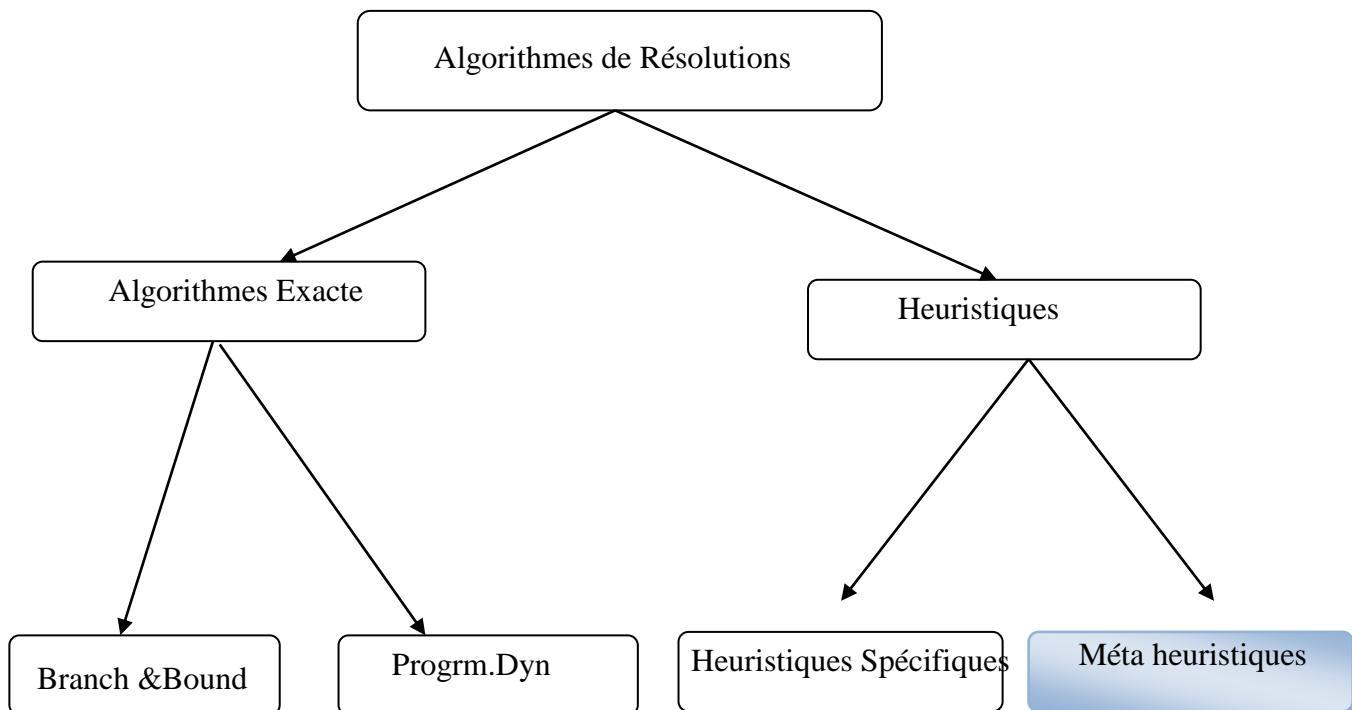 Algorithmes de Résolutions
Algorithmes Exacte
Heuristiques
Branch &Bound
Progrm.Dyn
Heuristiques Spécifiques
Méta heuristiques